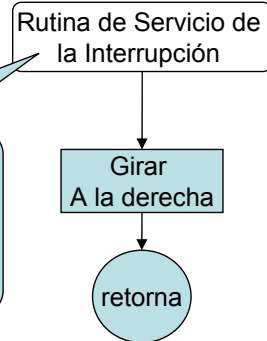 Rutina de Servicio de
la Interrupción
Girar
A la derecha
retorna